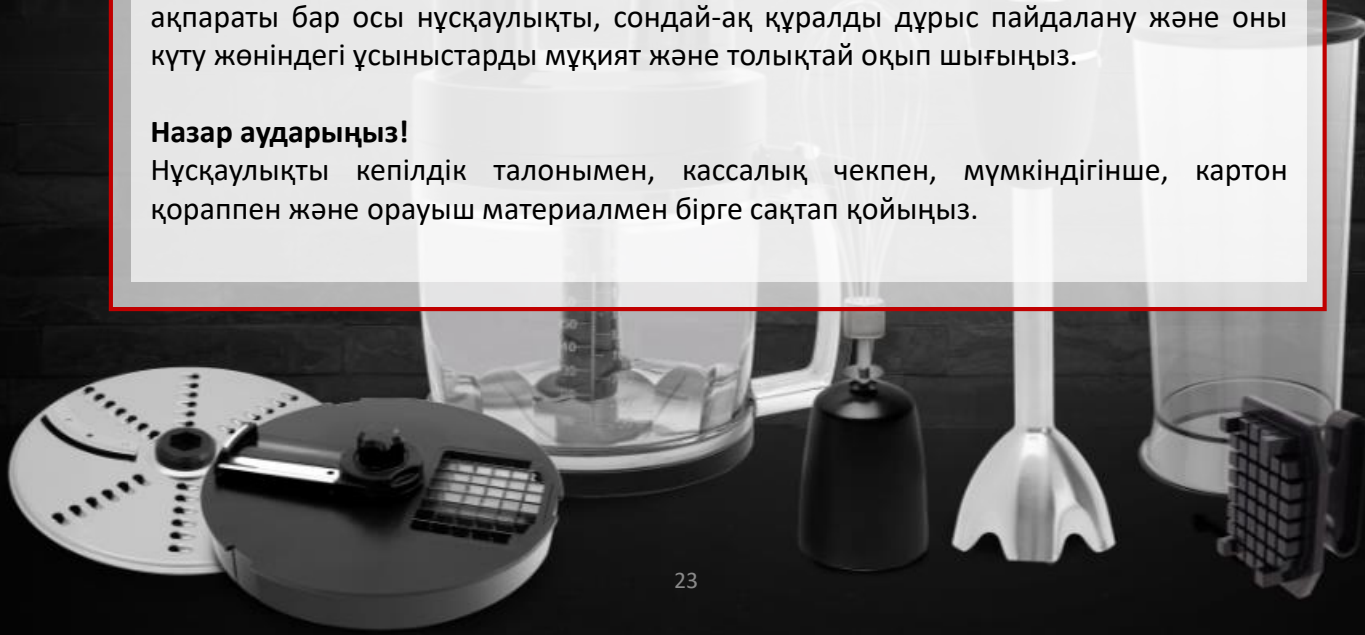 ақпараты бар осы нұсқаулықты, сондай-ақ құралды дұрыс пайдалану және оны
күту жөніндегі ұсыныстарды мұқият және толықтай оқып шығыңыз.
Назар аударыңыз!
Нұсқаулықты кепілдік талонымен, кассалық чекпен, мүмкіндігінше, картон
қораппен және орауыш материалмен бірге сақтап қойыңыз.
23